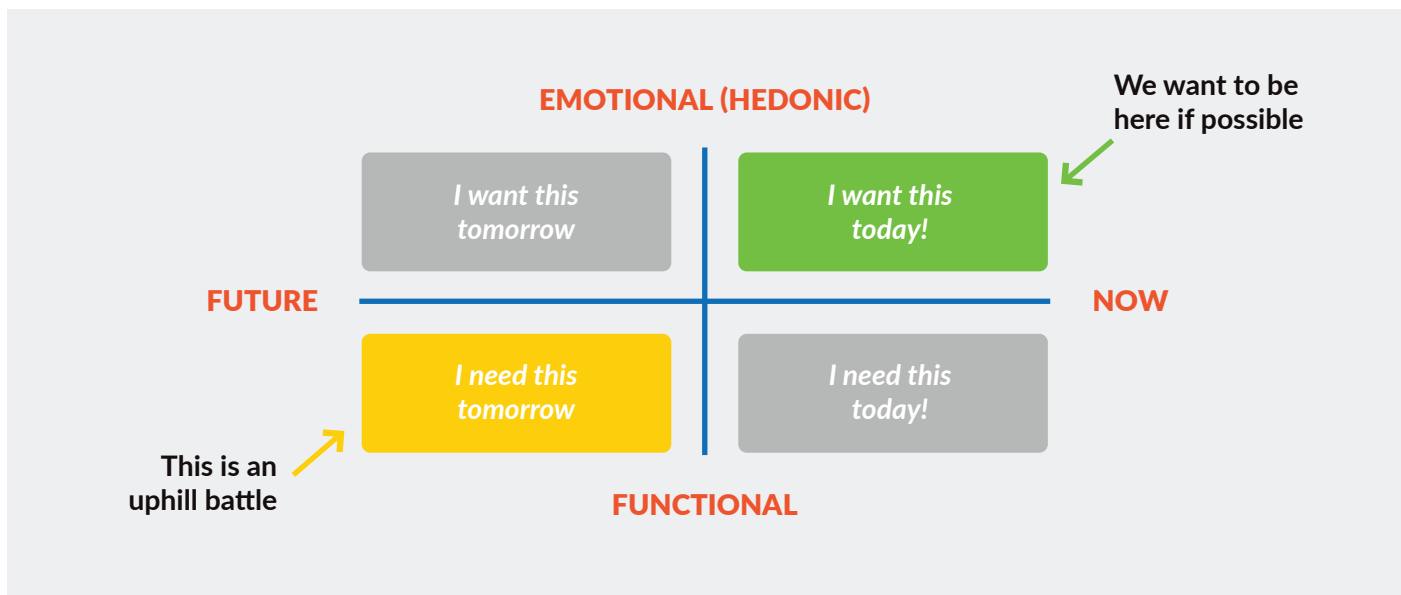 EMOTIONAL (HEDONIC)
We want to be
here if possible
I want this
tomorrow
I want this
today!
FUTURE
NOW
I need this
tomorrow
I need this
today!
This is an
uphill battle
FUNCTIONAL